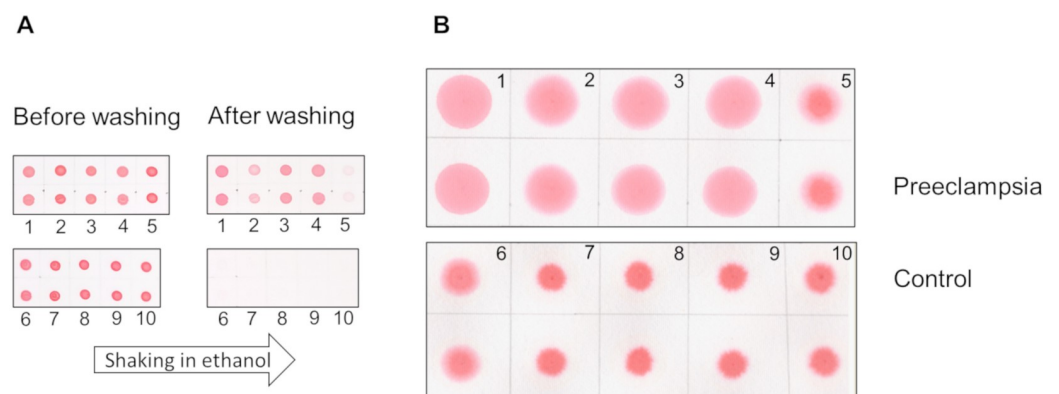 A
B
Before washing
After washing
1 2 3 4 5
1 2 3 4 5
6 7 8 9 10
6 7 8 9 10
Shaking in ethanol
1 2 3 4 5
Preeclampsia
6 7 8 9 10
Control